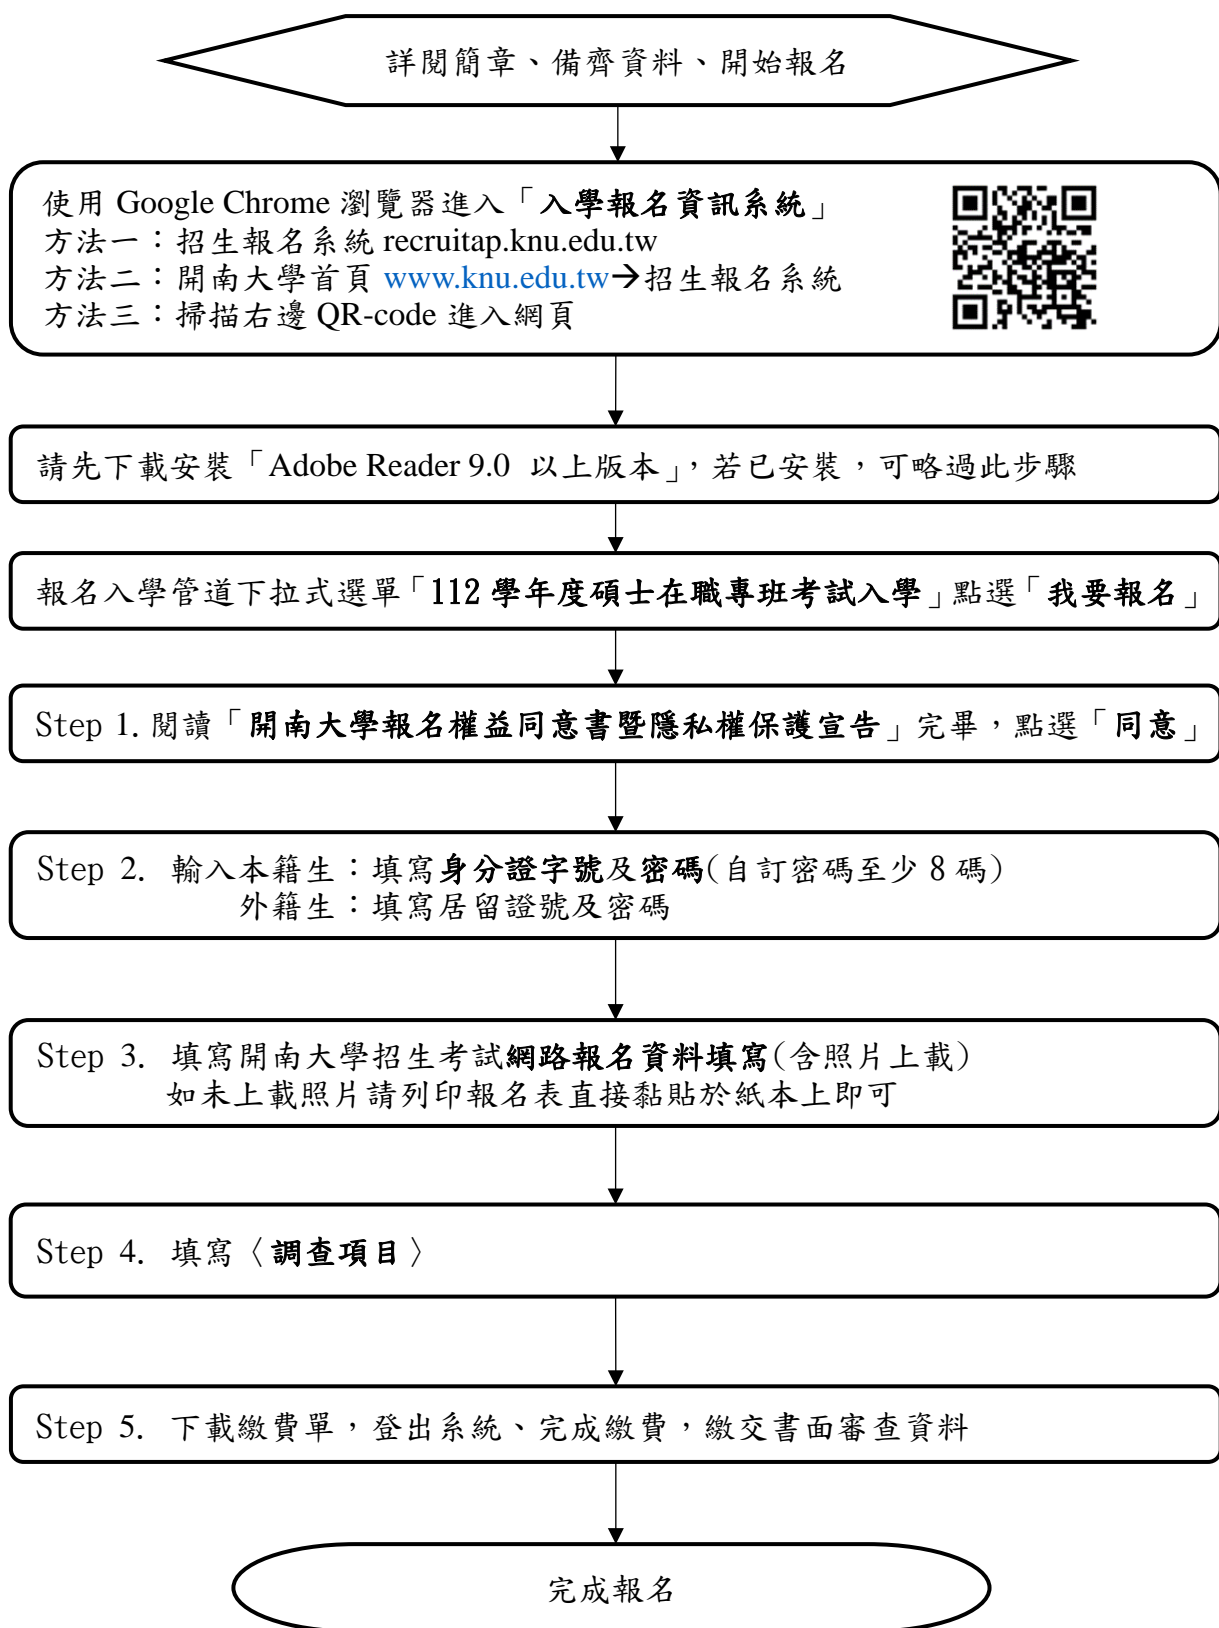 詳閱簡章、備齊資料、開始報名
使用 Google Chrome 瀏覽器進入「入學報名資訊系統」
方法一：招生報名系統 recruitap.knu.edu.tw
方法二：開南大學首頁 www.knu.edu.tw→招生報名系統
方法三：掃描右邊 QR-code 進入網頁
請先下載安裝「Adobe Reader 9.0 以上版本」，若已安裝，可略過此步驟
報名入學管道下拉式選單「112 學年度碩士在職專班考試入學」點選「我要報名」
Step 1. 閱讀「開南大學報名權益同意書暨隱私權保護宣告」完畢，點選「同意」
Step 2. 輸入本籍生：填寫身分證字號及密碼(自訂密碼至少 8 碼)
外籍生：填寫居留證號及密碼
Step 3. 填寫開南大學招生考試網路報名資料填寫(含照片上載)
如未上載照片請列印報名表直接黏貼於紙本上即可
Step 4. 填寫〈調查項目〉
Step 5. 下載繳費單，登出系統、完成繳費，繳交書面審查資料
完成報名